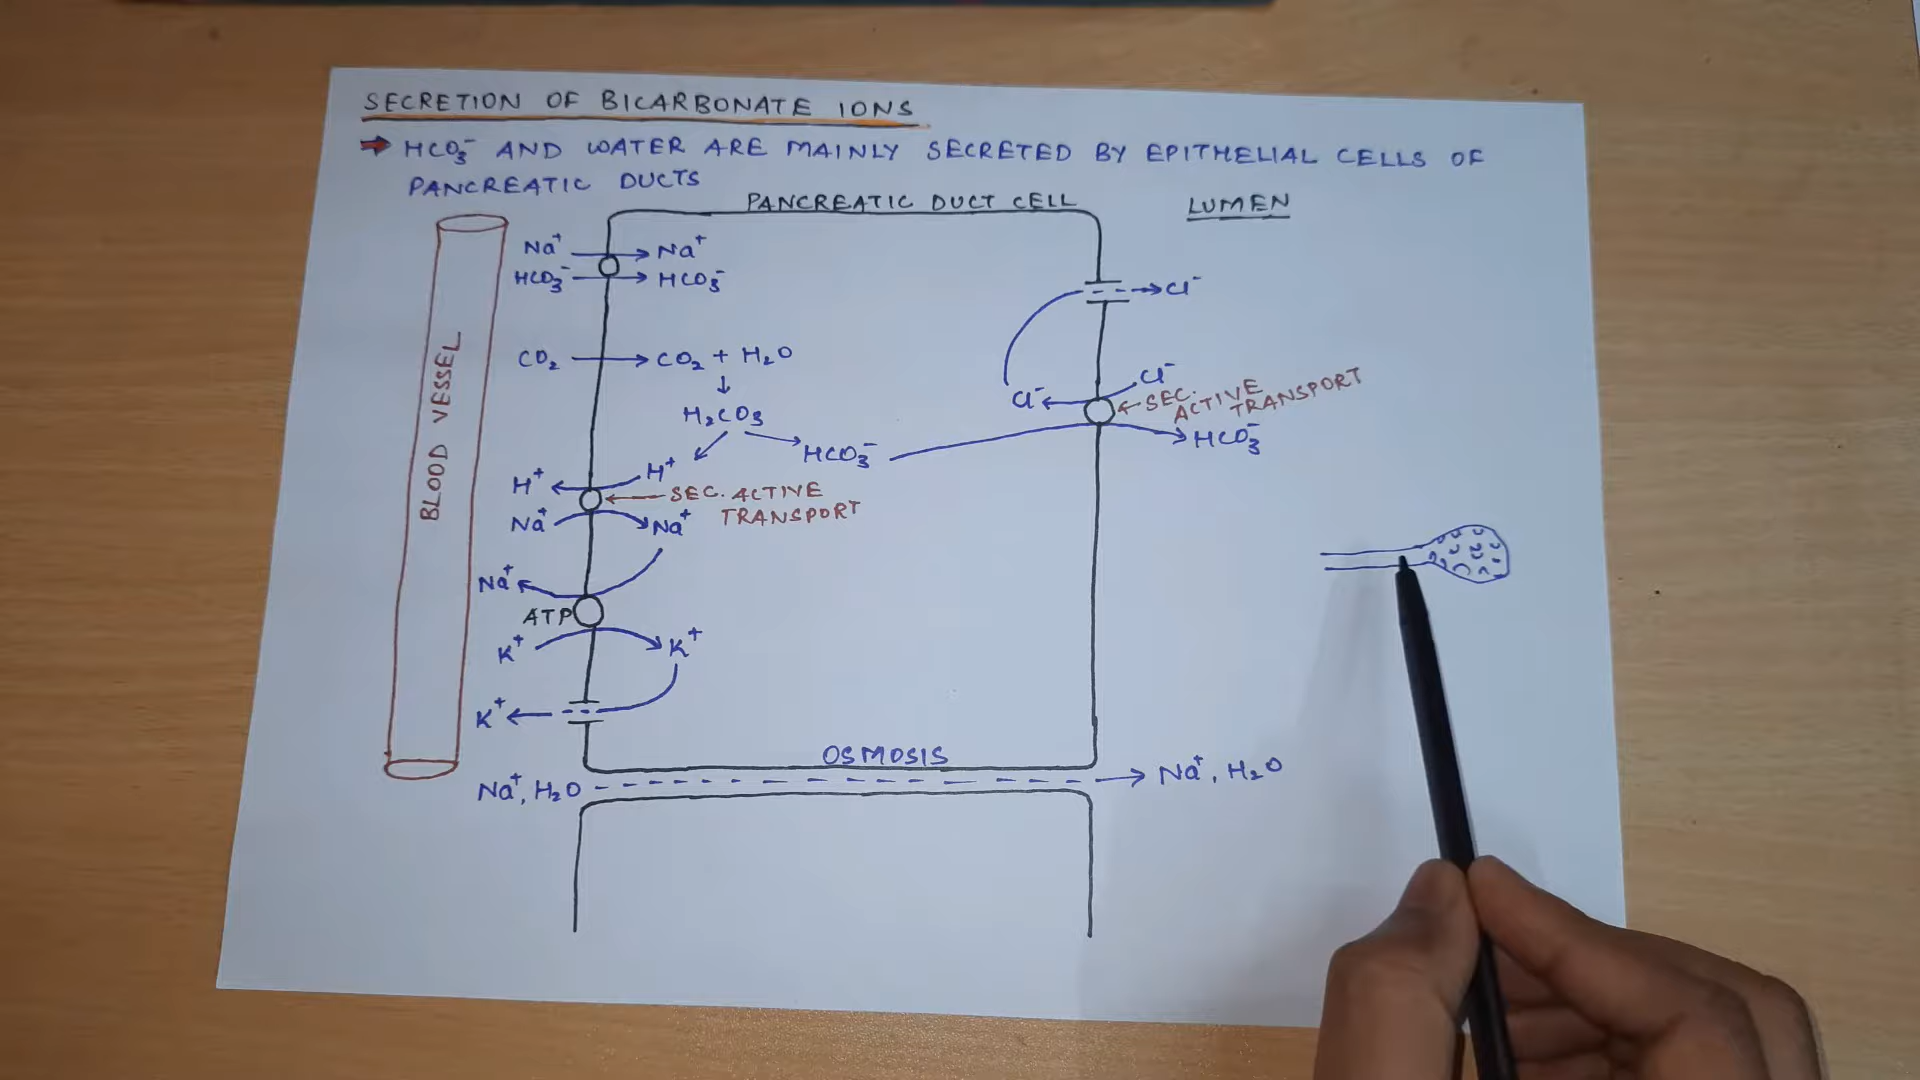 SECRETION OF BICARBONATE IONS
→ HCO₃⁻ AND WATER ARE MAINLY SECRETED BY EPITHELIAL CELLS OF
PANCREATIC DUCTS
PANCREATIC DUCT CELL
LUMEN
BLOOD VESSEL
Na⁺ → Na⁺
HCO₃⁻ → HCO₃⁻
→ Cl⁻
CO₂ → CO₂ + H₂O
↓
H₂CO₃
Cl⁻ ← Cl⁻
← SEC. ACTIVE TRANSPORT
HCO₃⁻ → HCO₃⁻
H⁺ ← H⁺
← SEC. ACTIVE
TRANSPORT
Na⁺ → Na⁺
Na⁺
ATP
K⁺ → K⁺
K⁺ ←
OSMOSIS
Na⁺, H₂O → Na⁺, H₂O